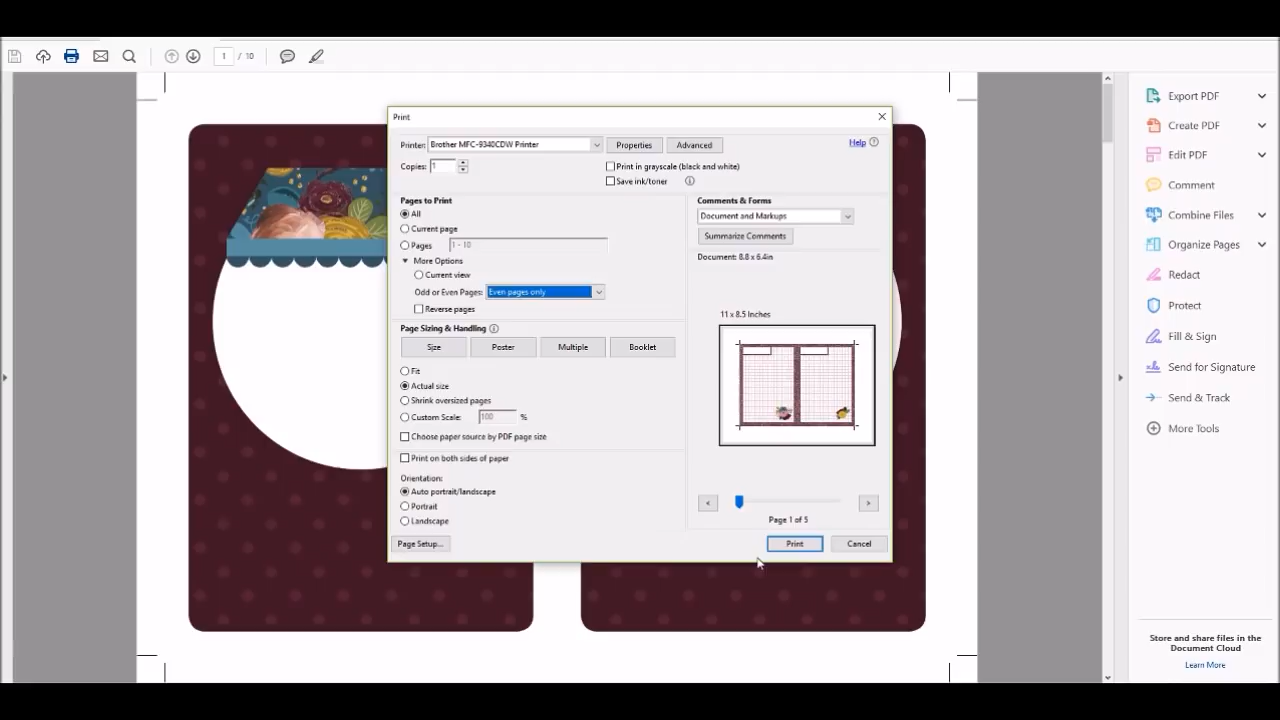 1 / 10
Print
Printer: Brother MFC-9340CDW Printer Properties Advanced Help
Copies: 1 Print in grayscale (black and white)
Save ink/toner
Pages to Print
All
Current page
Pages 1 - 10
More Options
Current view
Odd or Even Pages: Even pages only
Reverse pages
Page Sizing & Handling
Size Poster Multiple Booklet
Fit
Actual size
Shrink oversized pages
Custom Scale: 100 %
Choose paper source by PDF page size
Print on both sides of paper
Orientation:
Auto portrait/landscape
Portrait
Landscape
Page Setup...
Comments & Forms
Document and Markups
Summarize Comments
Document: 8.8 x 6.4in
11 x 8.5 Inches
< >
Page 1 of 5
Print Cancel
Export PDF
Create PDF
Edit PDF
Comment
Combine Files
Organize Pages
Redact
Protect
Fill & Sign
Send for Signature
Send & Track
More Tools
Store and share files in the
Document Cloud
Learn More